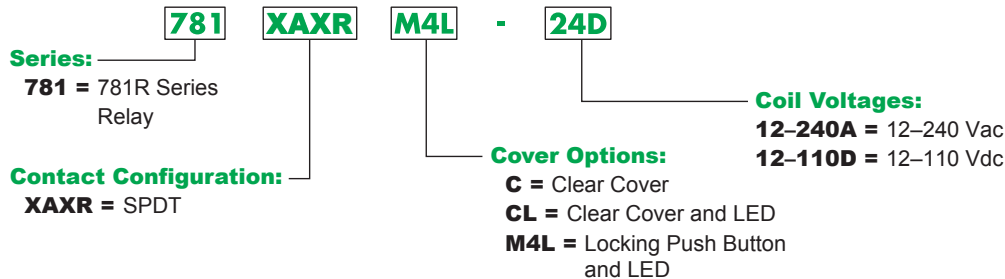 781 XAXR M4L - 24D
Series:
781 = 781R Series
Relay
Contact Configuration:
XAXR = SPDT
Cover Options:
C = Clear Cover
CL = Clear Cover and LED
M4L = Locking Push Button
and LED
Coil Voltages:
12–240A = 12–240 Vac
12–110D = 12–110 Vdc